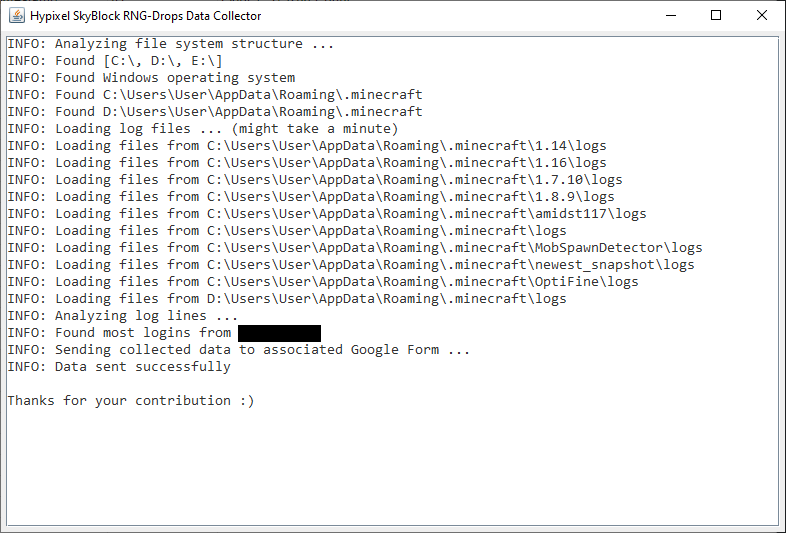 Hypixel SkyBlock RNG-Drops Data Collector
INFO: Analyzing file system structure ...
INFO: Found [C:\, D:\, E:\]
INFO: Found Windows operating system
INFO: Found C:\Users\User\AppData\Roaming\.minecraft
INFO: Found D:\Users\User\AppData\Roaming\.minecraft
INFO: Loading log files ... (might take a minute)
INFO: Loading files from C:\Users\User\AppData\Roaming\.minecraft\1.14\logs
INFO: Loading files from C:\Users\User\AppData\Roaming\.minecraft\1.16\logs
INFO: Loading files from C:\Users\User\AppData\Roaming\.minecraft\1.7.10\logs
INFO: Loading files from C:\Users\User\AppData\Roaming\.minecraft\1.8.9\logs
INFO: Loading files from C:\Users\User\AppData\Roaming\.minecraft\amidst117\logs
INFO: Loading files from C:\Users\User\AppData\Roaming\.minecraft\logs
INFO: Loading files from C:\Users\User\AppData\Roaming\.minecraft\MobSpawnDetector\logs
INFO: Loading files from C:\Users\User\AppData\Roaming\.minecraft\newest_snapshot\logs
INFO: Loading files from C:\Users\User\AppData\Roaming\.minecraft\OptiFine\logs
INFO: Loading files from D:\Users\User\AppData\Roaming\.minecraft\logs
INFO: Analyzing log lines ...
INFO: Found most logins from
INFO: Sending collected data to associated Google Form ...
INFO: Data sent successfully
Thanks for your contribution :)